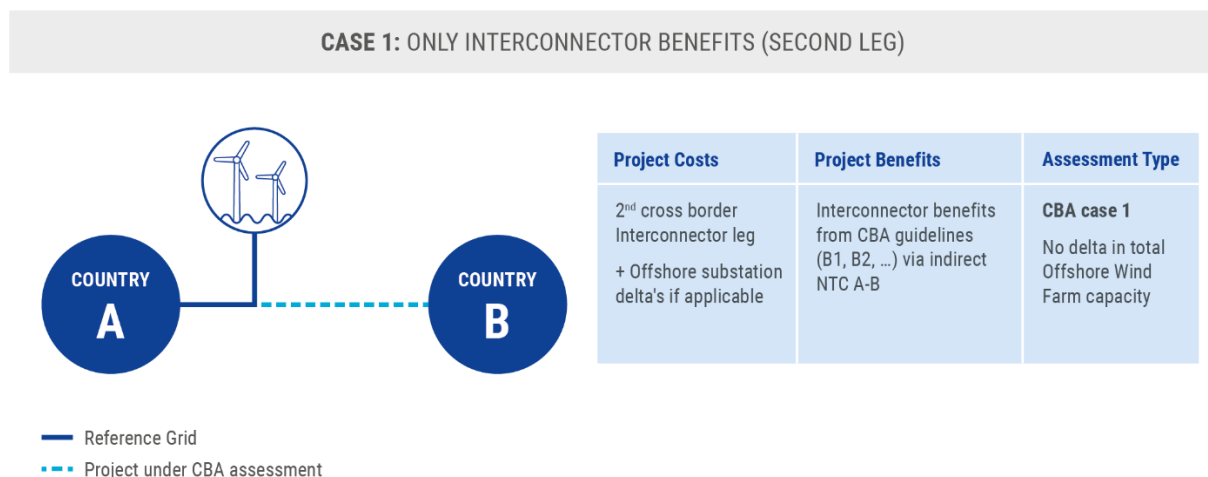 CASE 1: ONLY INTERCONNECTOR BENEFITS (SECOND LEG)
COUNTRY
A
COUNTRY
B
Project Costs
Project Benefits
Assessment Type
2nd cross border
Interconnector leg
+ Offshore substation
delta's if applicable
Interconnector benefits
from CBA guidelines
(B1, B2, ...) via indirect
NTC A-B
CBA case 1
No delta in total
Offshore Wind
Farm capacity
Reference Grid
Project under CBA assessment